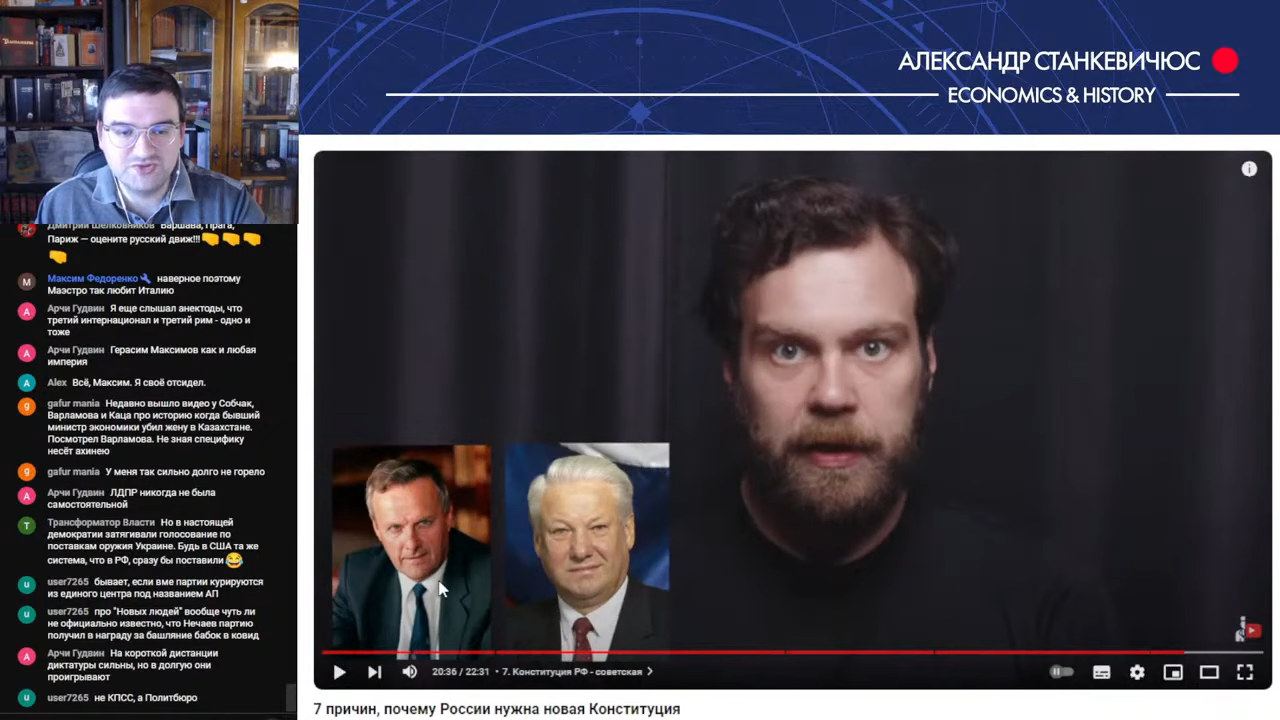 АЛЕКСАНДР СТАНКЕВИЧЮС
ECONOMICS & HISTORY
Дмитрий Шелковников Варшава, Прага,
Париж — оцените русский движ!!!
Максим Федоренко наверное поэтому
Маэстро так любит Италию
Арчи Гудвин Я еще слышал анектоды, что
третий интернационал и третий рим - одно и
тоже
Арчи Гудвин Герасим Максимов как и любая
империя
Alex Всё, Максим. Я своё отсидел.
gafur mania Недавно вышло видео у Собчак,
Варламова и Каца про историю когда бывший
министр экономики убил жену в Казахстане.
Посмотрел Варламова. Не зная специфику
несёт ахинею
gafur mania У меня так сильно долго не горело
Арчи Гудвин ЛДПР никогда не была
самостоятельной
Трансформатор Власти Но в настоящей
демократии затягивали голосование по
поставкам оружия Украине. Будь в США та же
система, что в РФ, сразу бы поставили
user7265 бывает, если вме партии курируются
из единого центра под названием АП
user7265 про "Новых людей" вообще чуть ли
не официально известно, что Нечаев партию
получил в награду за башляние бабок в ковид
Арчи Гудвин На короткой дистанции
диктатуры сильны, но в долгую они
проигрывают
user7265 не КПСС, а Политбюро
20:36 / 22:31 • 7. Конституция РФ - советская
7 причин, почему России нужна новая Конституция